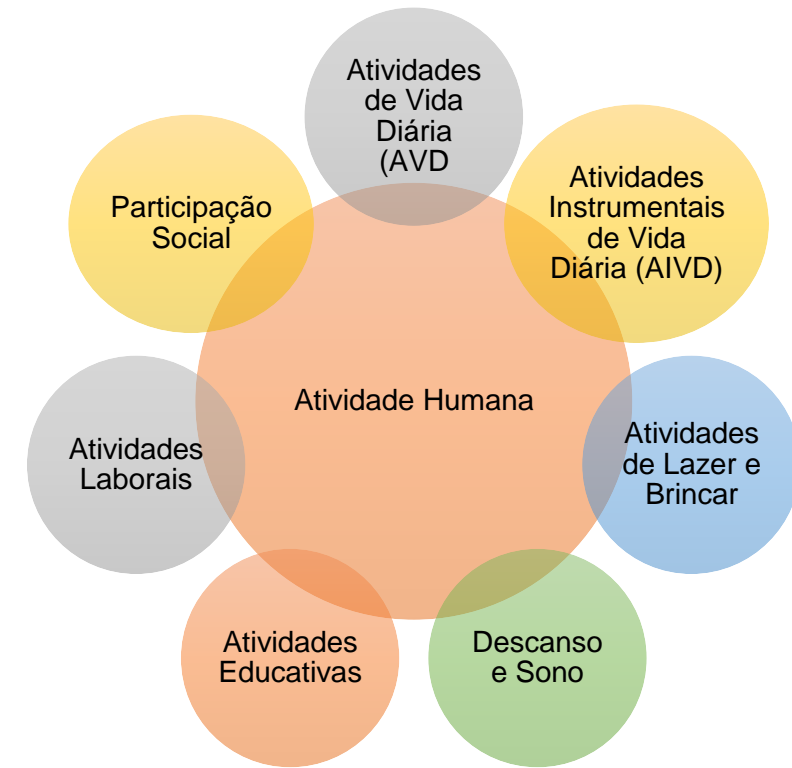 Atividades
de Vida
Diária
(AVD
Atividades
Instrumentais
de Vida
Diária (AIVD)
Atividades
de Lazer e
Brincar
Descanso
e Sono
Atividades
Educativas
Atividades
Laborais
Participação
Social
Atividade Humana